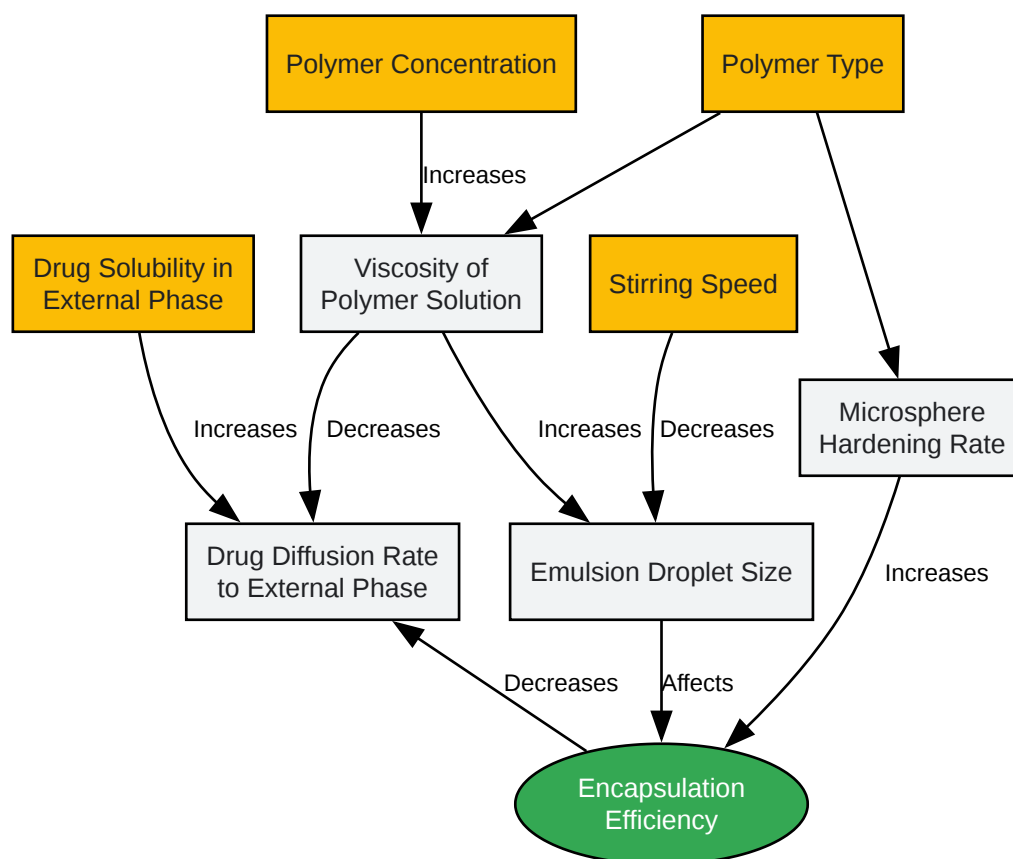 Polymer Concentration
Polymer Type
Increases
Drug Solubility in
External Phase
Viscosity of
Polymer Solution
Stirring Speed
Microsphere
Hardening Rate
Increases
Decreases
Increases
Decreases
Drug Diffusion Rate
to External Phase
Emulsion Droplet Size
Increases
Decreases
Affects
Encapsulation
Efficiency